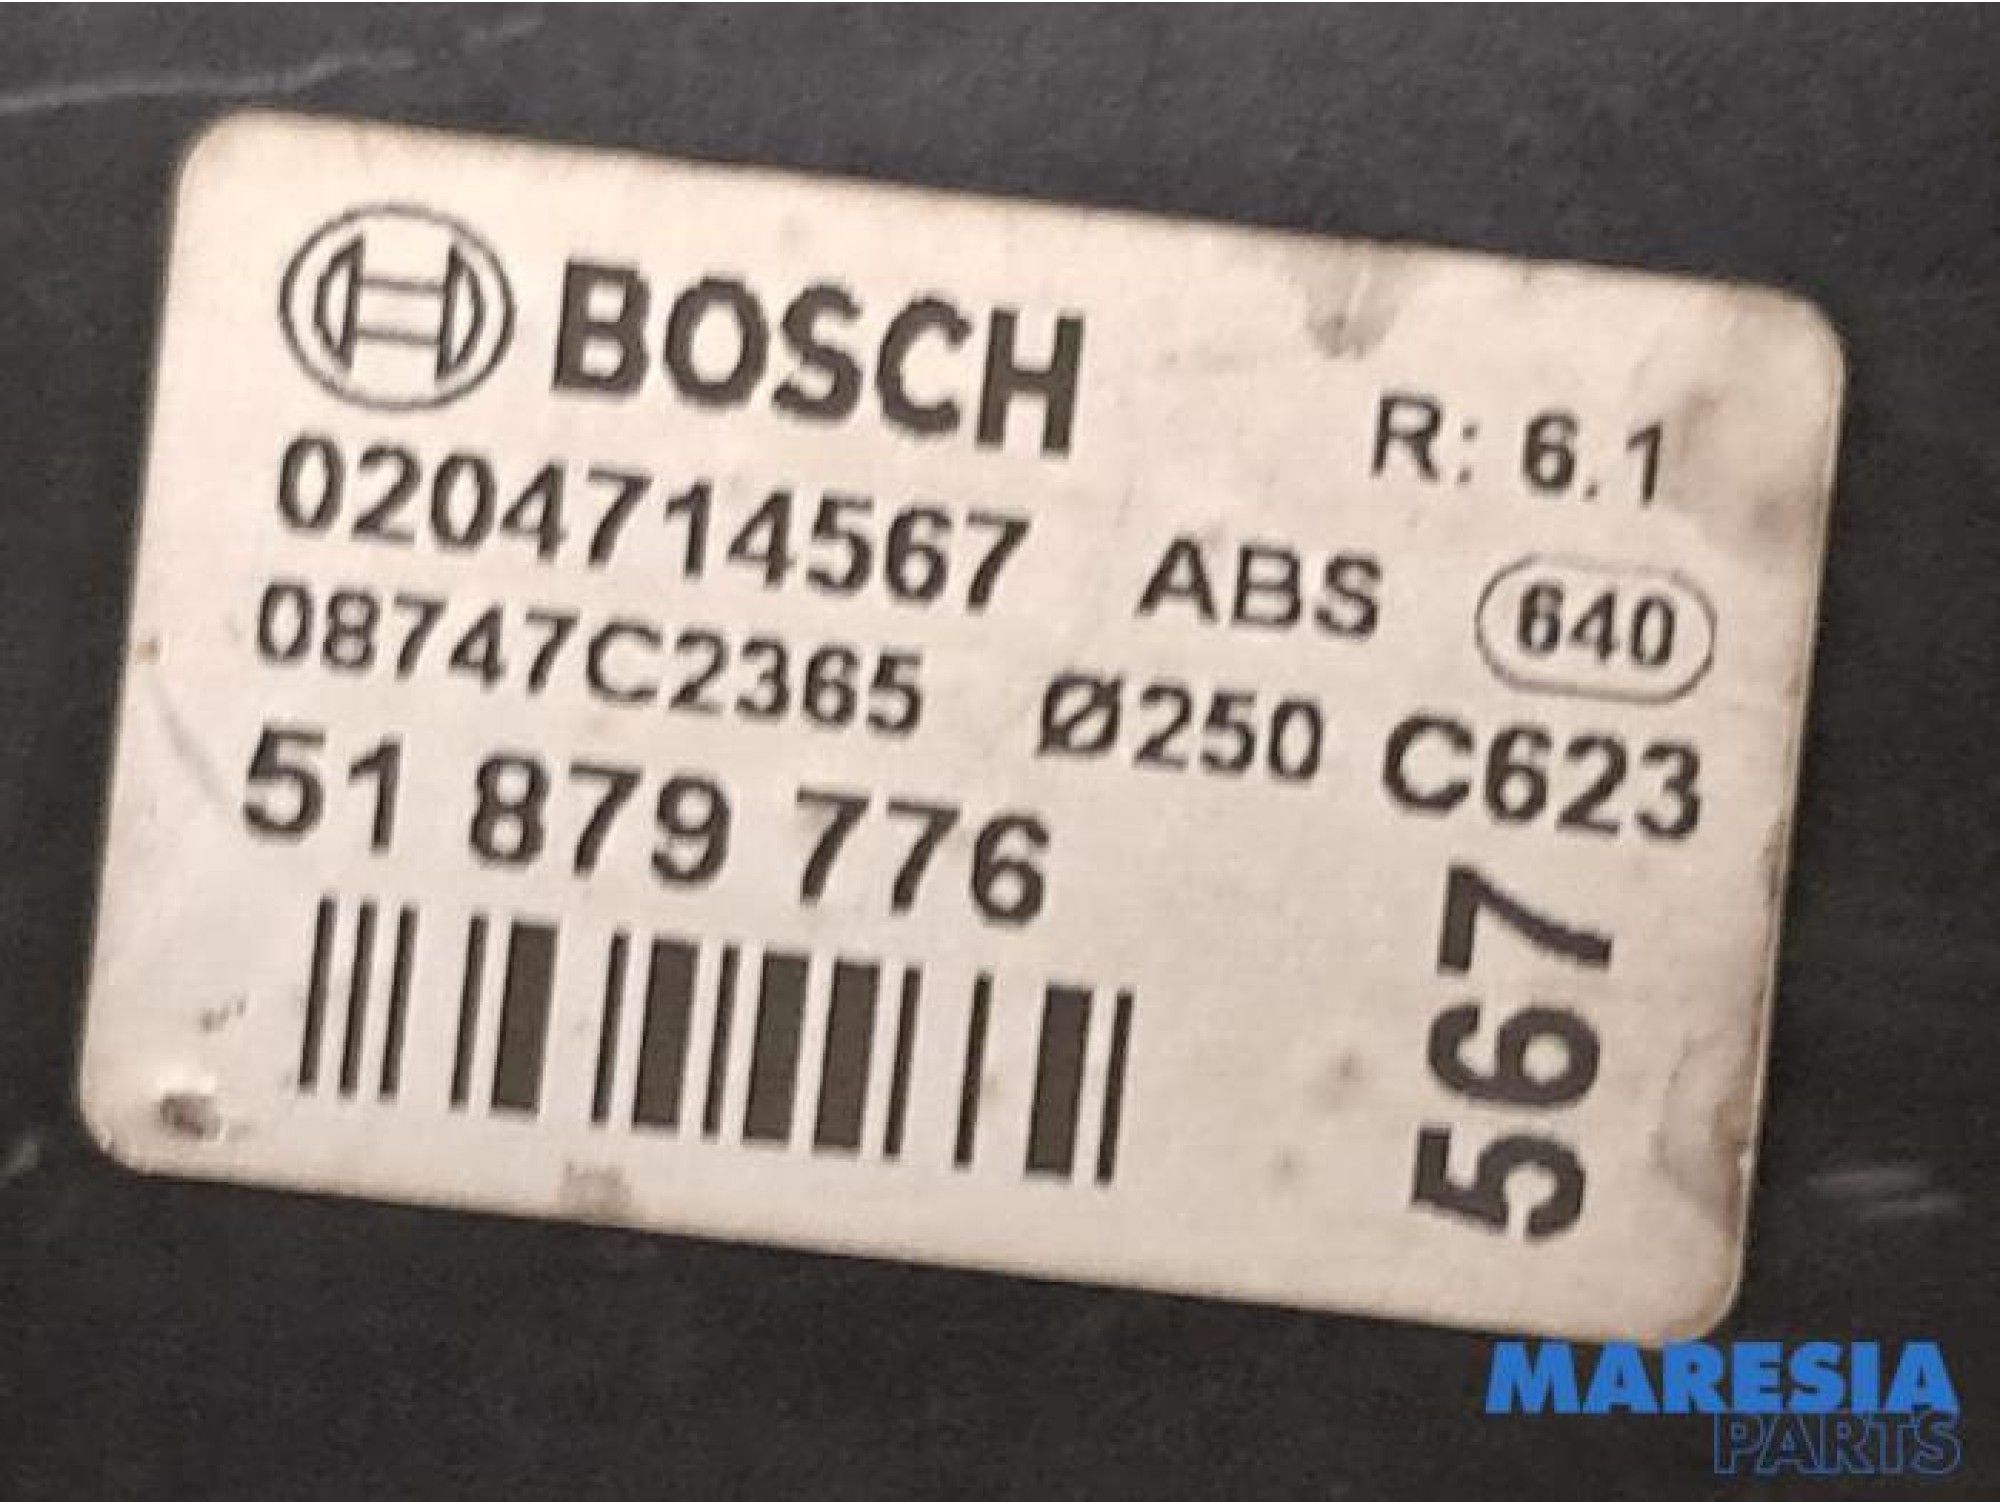 BOSCH
R: 6.1
0204714567 ABS 640
08747C2365 Ø250 C623
51 879 776
567
MARESIA
PARTS